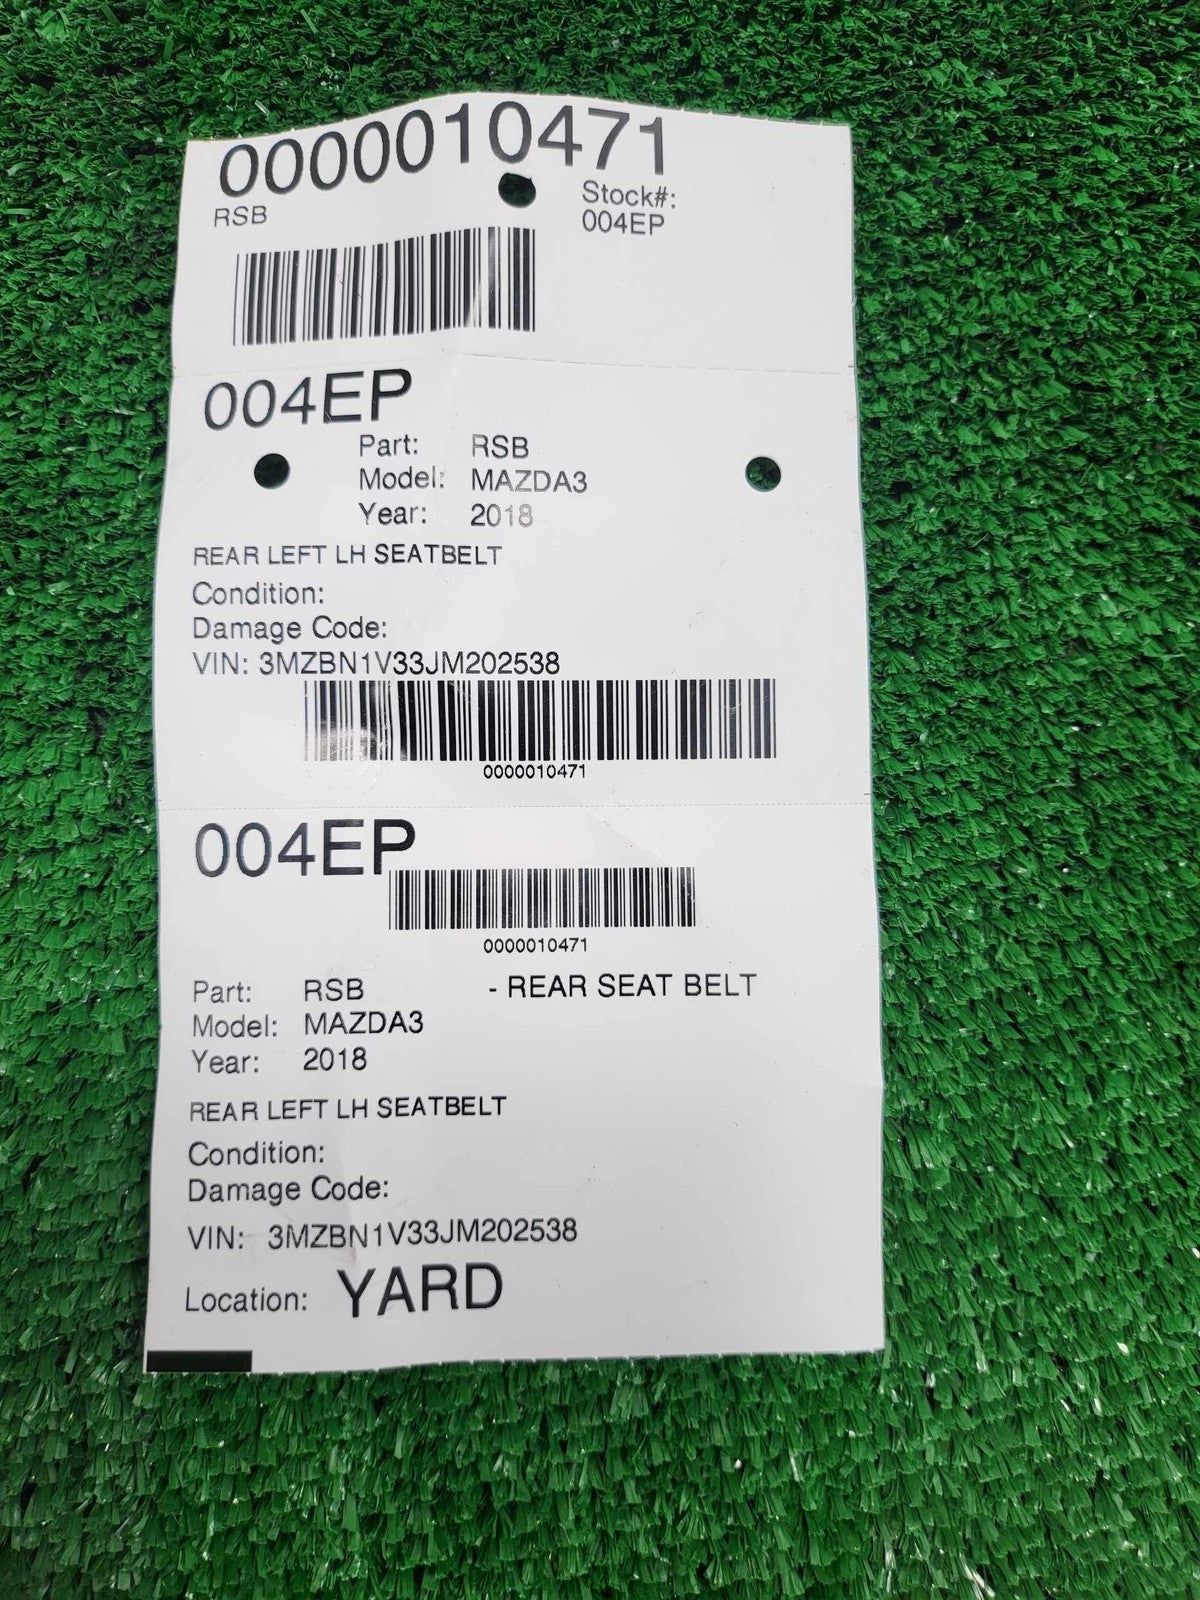 0000010471
RSB
Stock#:
004EP
004EP
Part: RSB
Model: MAZDA3
Year: 2018
REAR LEFT LH SEATBELT
Condition:
Damage Code:
VIN: 3MZBN1V33JM202538
0000010471
004EP
0000010471
Part: RSB - REAR SEAT BELT
Model: MAZDA3
Year: 2018
REAR LEFT LH SEATBELT
Condition:
Damage Code:
VIN: 3MZBN1V33JM202538
Location: YARD